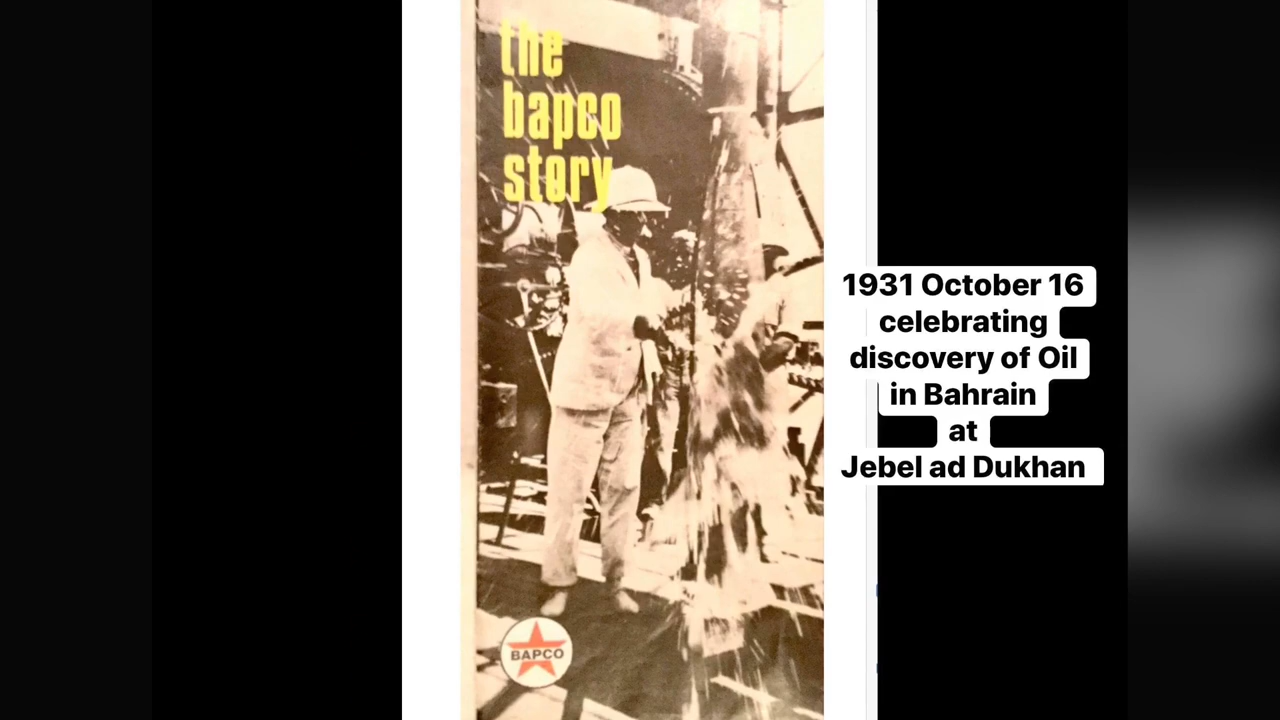 the
bapco
story
BAPCO
1931 October 16
celebrating
discovery of Oil
in Bahrain
at
Jebel ad Dukhan